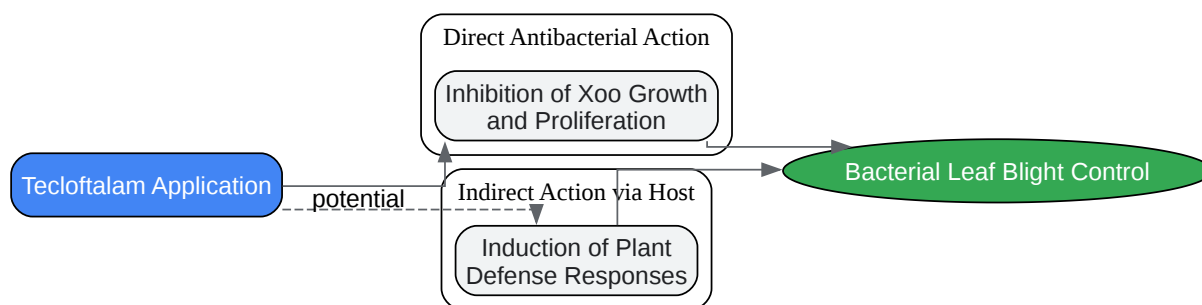 Direct Antibacterial Action
Inhibition of Xoo Growth
and Proliferation
Tecloftalam Application
potential
Indirect Action via Host
Induction of Plant
Defense Responses
Bacterial Leaf Blight Control